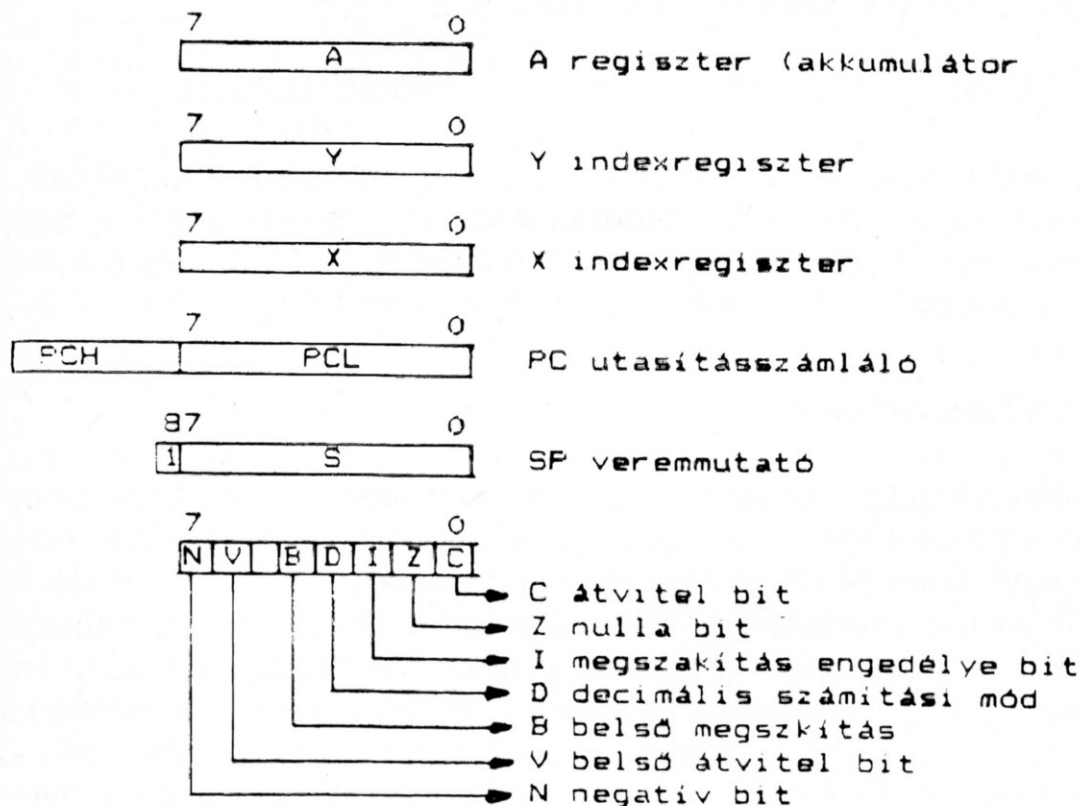 7 0
A A regiszter (akkumulátor
7 0
Y Y indexregiszter
7 0
X X indexregiszter
7 0
PCH PCL PC utasításszámláló
87 0
1 S SP veremmutató
7 0
N V B D I Z C
C átvitel bit
Z nulla bit
I megszakítás engedélye bit
D decimális számítási mód
B belső megszkítás
V belső átvitel bit
N negatív bit